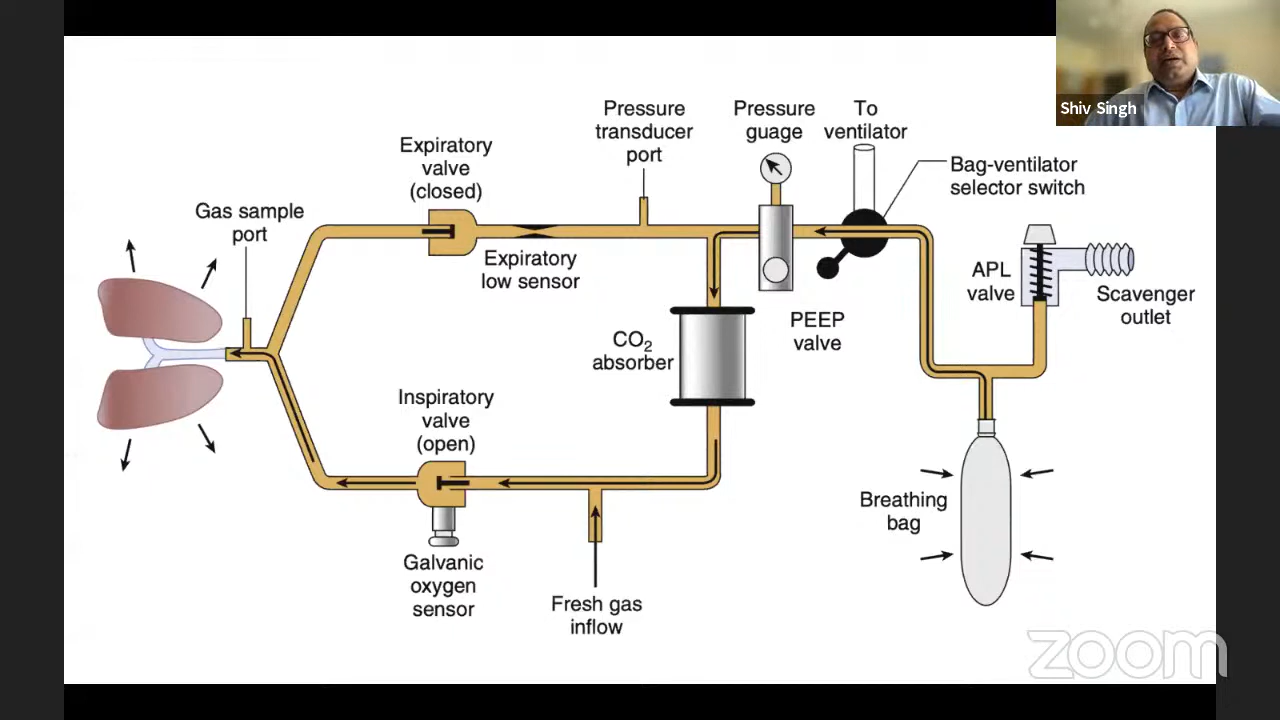 Shiv Singh
Pressure
transducer
port
Pressure
guage
To
ventilator
Expiratory
valve
(closed)
Bag-ventilator
selector switch
Gas sample
port
Expiratory
low sensor
APL
valve
Scavenger
outlet
PEEP
valve
CO₂
absorber
Inspiratory
valve
(open)
Breathing
bag
Galvanic
oxygen
sensor
Fresh gas
inflow
zoom